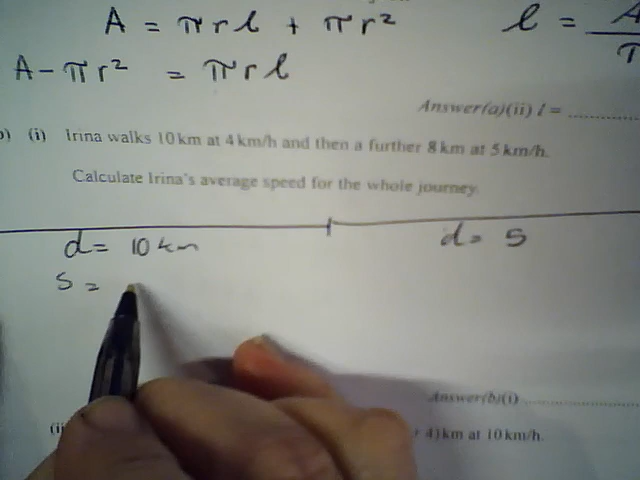 A = πrl + πr² l = A
A - πr² = πrl
Answer(a)(ii) l = ............
(i) Irina walks 10 km at 4 km/h and then a further 8 km at 5 km/h.
Calculate Irina's average speed for the whole journey.
d = 10 km d = 5
S =
Answer(b)(i) ............
4) km at 10 km/h.